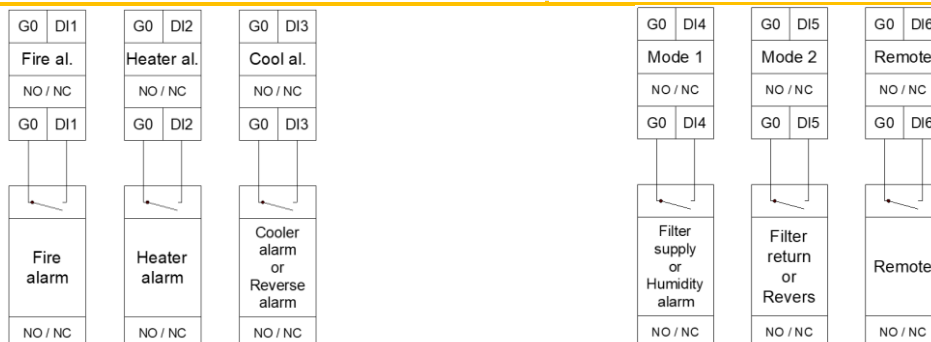 G0 DI1 G0 DI2 G0 DI3 G0 DI4 G0 DI5 G0 DI6
Fire al. Heater al. Cool al. Mode 1 Mode 2 Remote
NO / NC NO / NC NO / NC NO / NC NO / NC NO / NC
G0 DI1 G0 DI2 G0 DI3 G0 DI4 G0 DI5 G0 DI6
Fire
alarm
Heater
alarm
Cooler
alarm
or
Reverse
alarm
Filter
supply
or
Humidity
alarm
Filter
return
or
Revers
Remote
NO / NC NO / NC NO / NC NO / NC NO / NC NO / NC